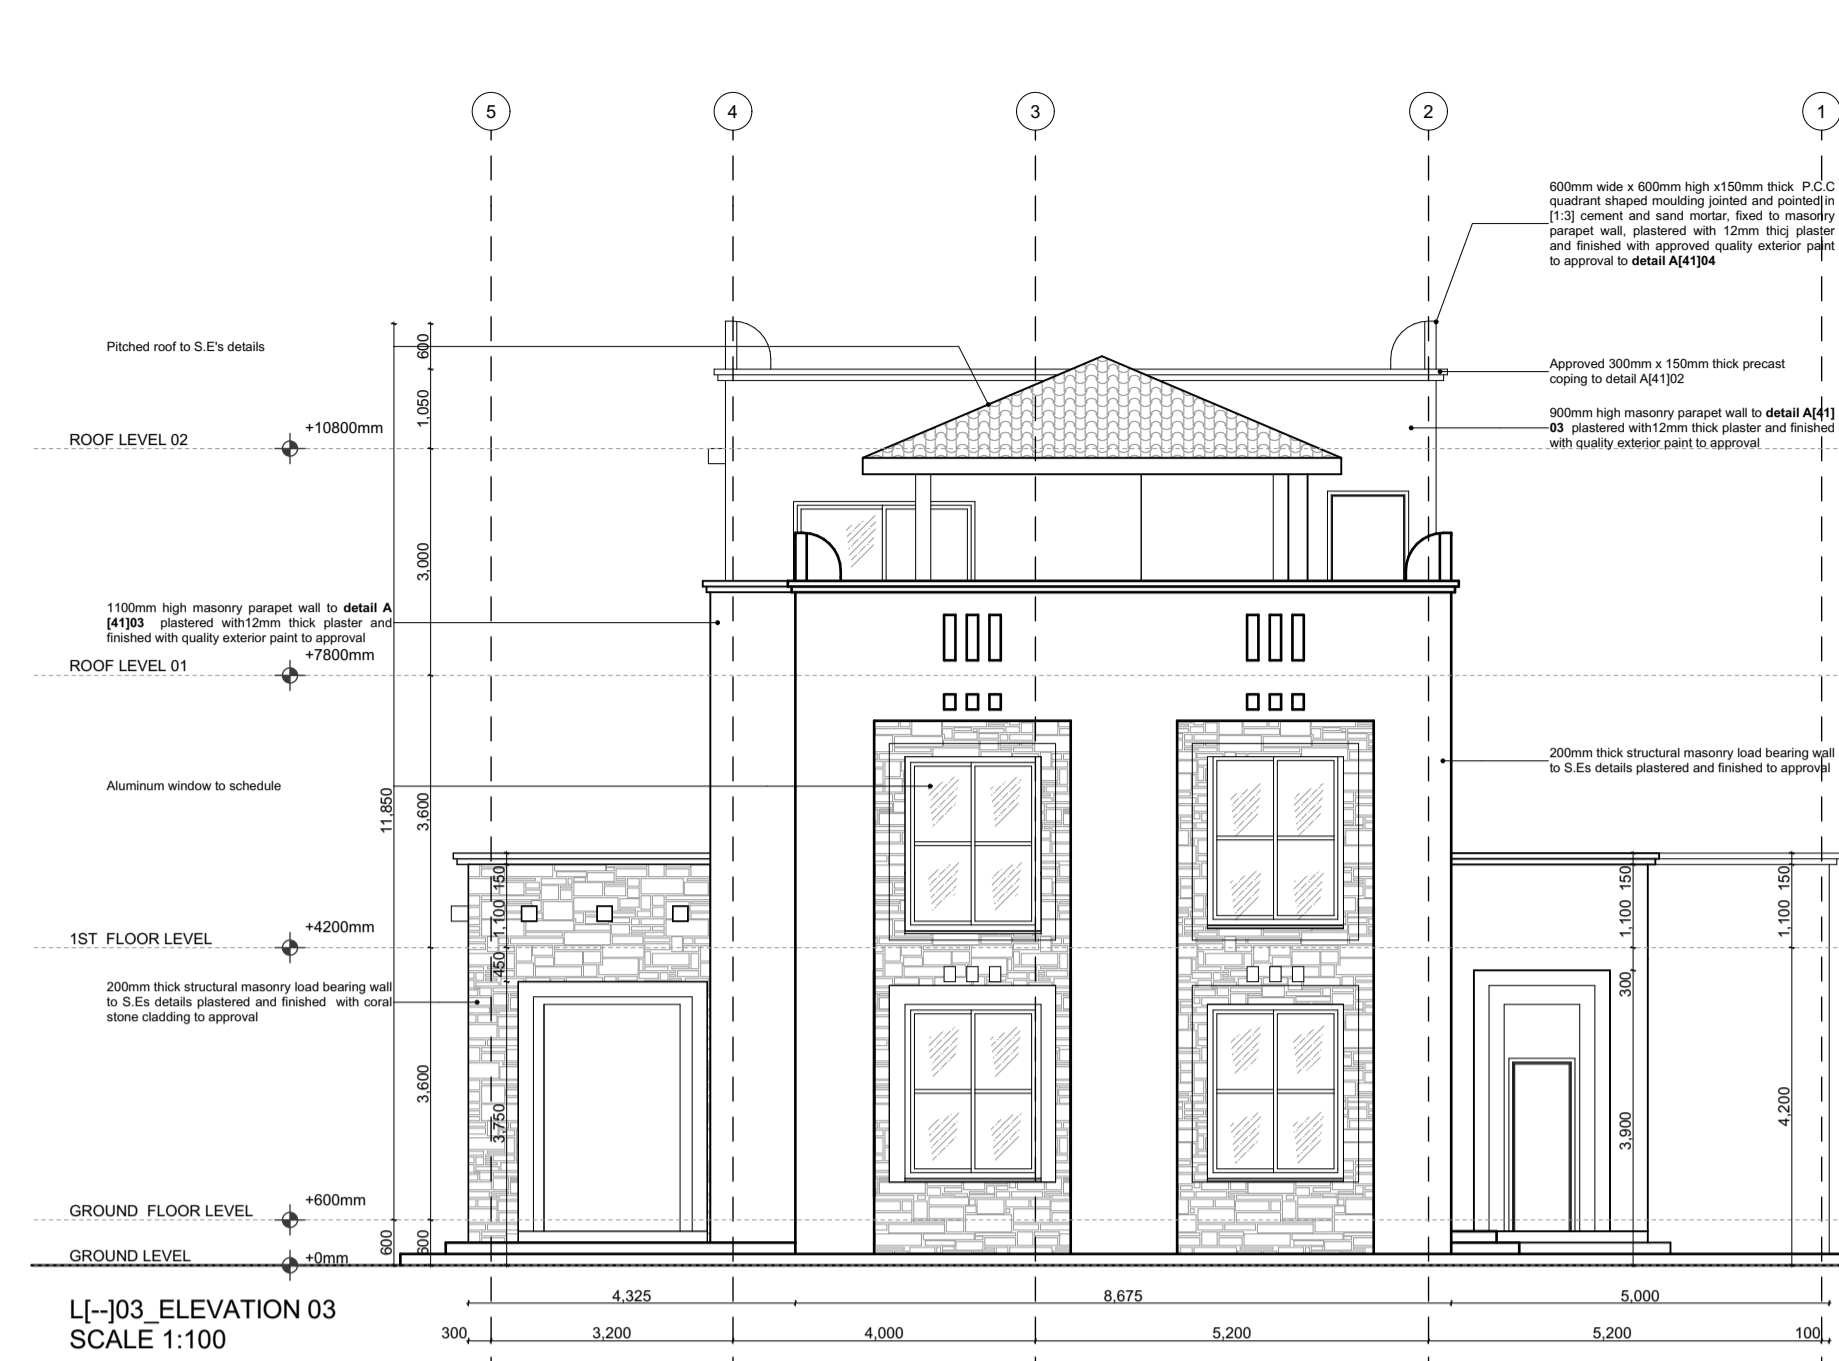 5
4
3
2
1
600mm wide x 600mm high x150mm thick P.C.C
quadrant shaped moulding jointed and pointed in
[1:3] cement and sand mortar, fixed to masonry
parapet wall, plastered with 12mm thicj plaster
and finished with approved quality exterior paint
to approval to detail A[41]04
Pitched roof to S.E's details
600
Approved 300mm x 150mm thick precast
coping to detail A[41]02
1,050
900mm high masonry parapet wall to detail A[41]
03 plastered with12mm thick plaster and finished
with quality exterior paint to approval
ROOF LEVEL 02
+10800mm
3,000
1100mm high masonry parapet wall to detail A
[41]03 plastered with12mm thick plaster and
finished with quality exterior paint to approval
ROOF LEVEL 01
+7800mm
200mm thick structural masonry load bearing wall
to S.Es details plastered and finished to approval
Aluminum window to schedule
11,850
3,600
150
1,100
450
3,750
150
1,100
300
3,900
150
1,100
4,200
1ST FLOOR LEVEL
+4200mm
200mm thick structural masonry load bearing wall
to S.Es details plastered and finished with coral
stone cladding to approval
3,600
GROUND FLOOR LEVEL
+600mm
600
600
GROUND LEVEL
+0mm
L[--]03_ELEVATION 03
SCALE 1:100
4,325
8,675
5,000
300
3,200
4,000
5,200
5,200
100